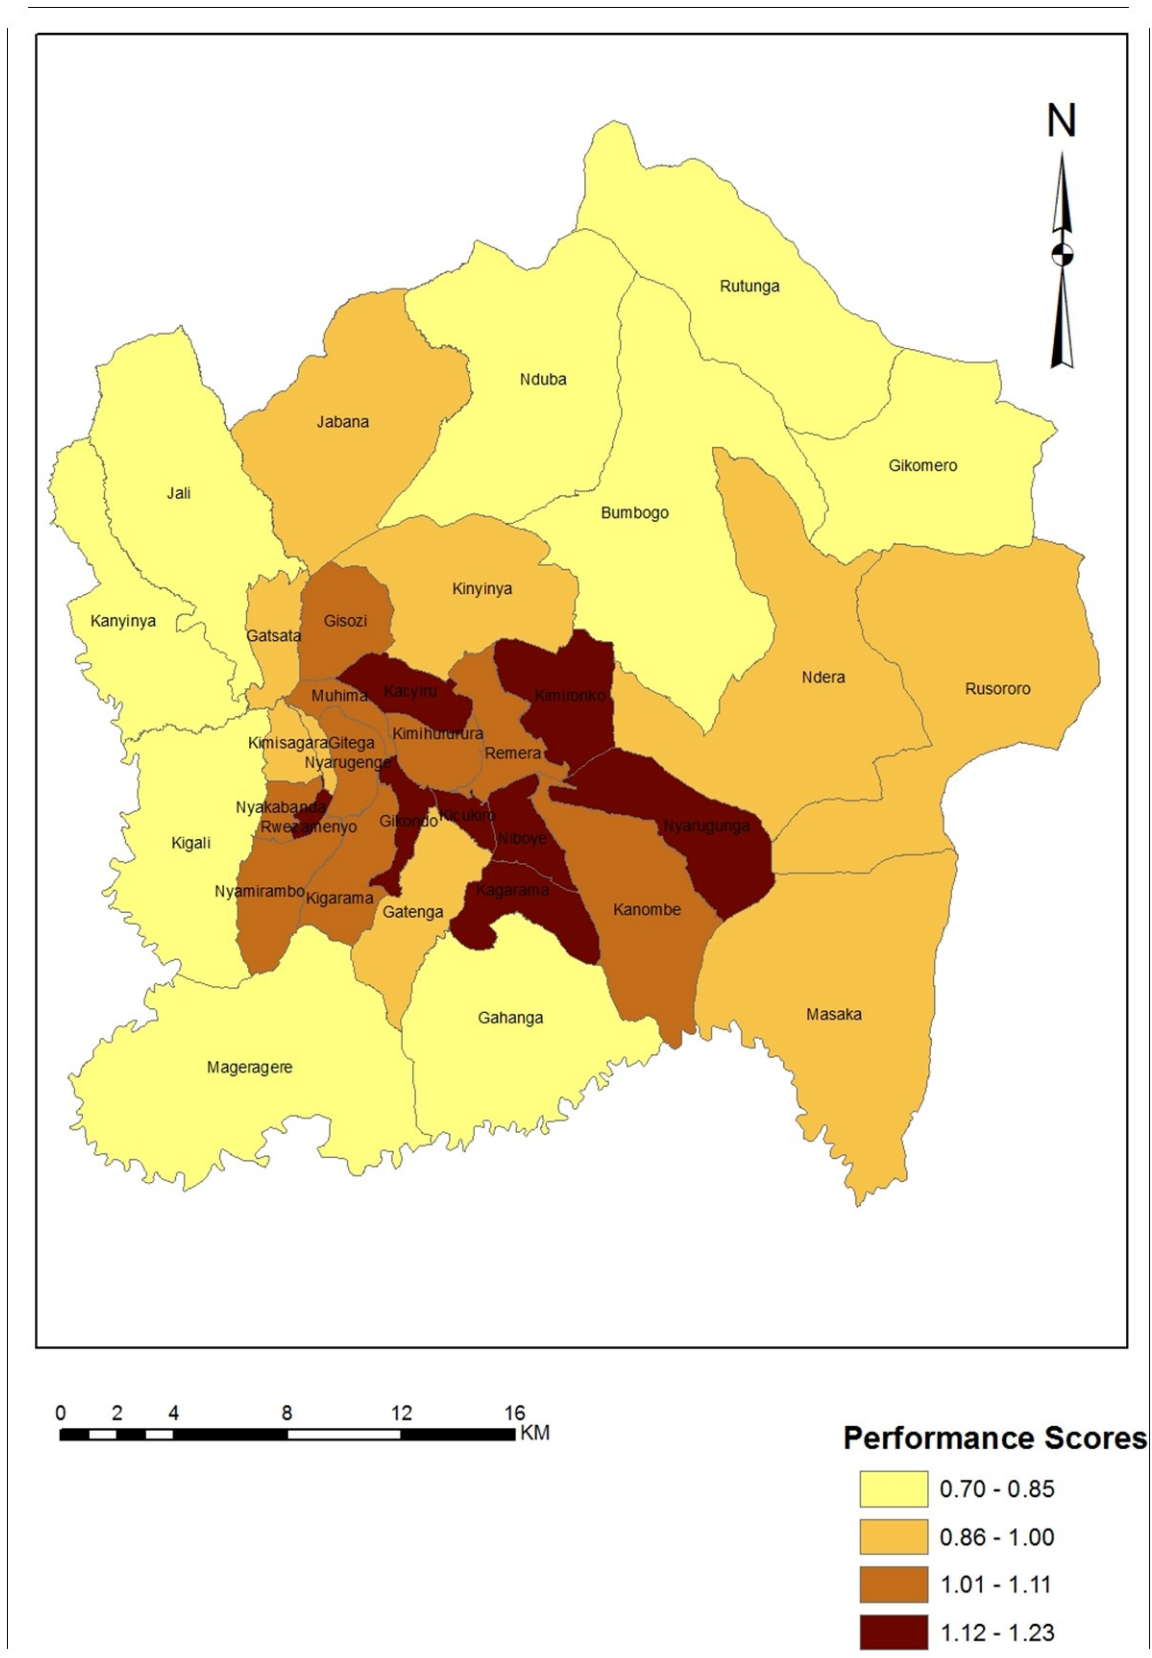 N
Rutunga
Nduba
Jabana
Gikomero
Jali
Bumbogo
Kinyinya
Kanyinya
Gisozi
Gatsata
Ndera
Rusororo
Muhima
Kacyiru
Kimironko
Kimihururura
Kimisagara
Gitega
Remera
Nyarugenge
Nyakabanda
Gikondo
Kicukiro
Rwezamenyo
Nyarugunga
Kigali
Niboye
Nyamirambo
Kigarama
Kagarama
Gatenga
Kanombe
Gahanga
Masaka
Mageragere
0 2 4 8 12 16
KM
Performance Scores
0.70 - 0.85
0.86 - 1.00
1.01 - 1.11
1.12 - 1.23